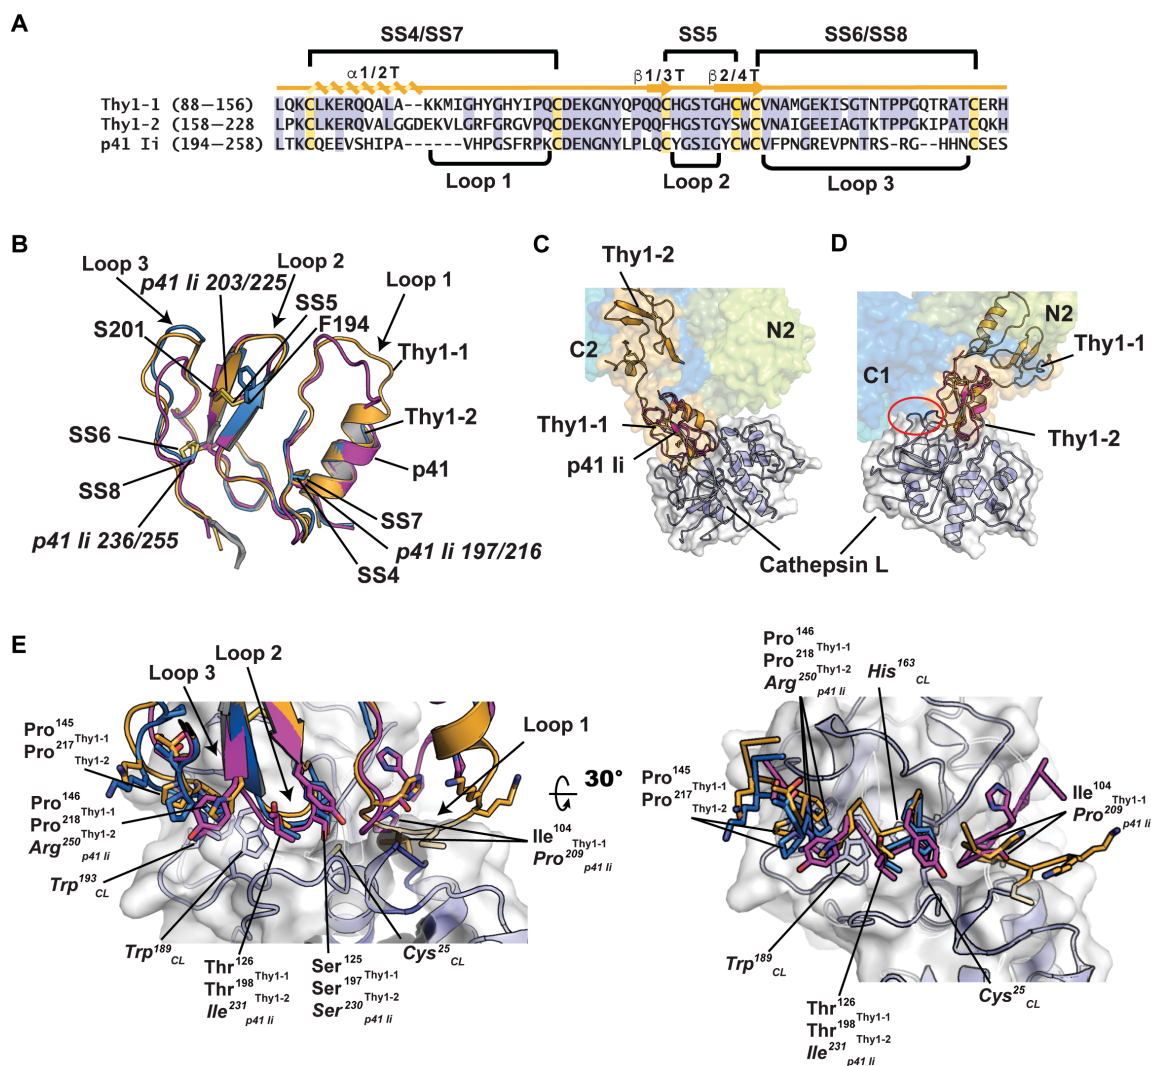 A
SS4/SS7
SS5
SS6/SS8
α1/2T
β1/3T
β2/4T
Thy1-1 (88—156) LQKCLKERQQALA--KKMIGHYGHYIPQCDEKGNYQPQQCHGSTGHCWCVNAMGEKISGTNTPPGQTRATCERH
Thy1-2 (158—228 LPKCLKERQVALGGDEKVLGRFGRGVPQCDEKGNYEPQQFHGSTGYSWCVNAIGEEIAGTKTPPGKIPATCQKH
p41 Ii (194—258) LTKCQEEVSHIPA------VHPGSFRPKCDENGNYLPLQCYGSIGYCWCVFPNGREVPNTRS-RG--HHNCSES
Loop 1
Loop 2
Loop 3
B
Loop 3
p41 Ii 203/225
Loop 2
SS5
Loop 1
S201
F194
Thy1-1
SS6
Thy1-2
p41
SS8
SS7
p41 Ii 236/255
p41 Ii 197/216
SS4
C
Thy1-2
C2
N2
Thy1-1
p41 Ii
D
N2
C1
Thy1-1
Thy1-2
Cathepsin L
E
Loop 2
Loop 3
Loop 1
Pro145 Thy1-1
Pro217 Thy1-2
Pro146 Thy1-1
Pro218 Thy1-2
Arg250 p41 Ii
Trp193 CL
Trp189 CL
Thr126 Thy1-1
Thr198 Thy1-2
Ile231 p41 Ii
Ser125 Thy1-1
Ser197 Thy1-2
Ser230 p41 Ii
Cys25 CL
Ile104 Thy1-1
Pro209 p41 Ii
30°
Pro146 Thy1-1
Pro218 Thy1-2
Arg250 p41 Ii
His163 CL
Pro145 Thy1-1
Pro217 Thy1-2
Ile104 Thy1-1
Pro209 p41 Ii
Trp189 CL
Cys25 CL
Thr126 Thy1-1
Thr198 Thy1-2
Ile231 p41 Ii